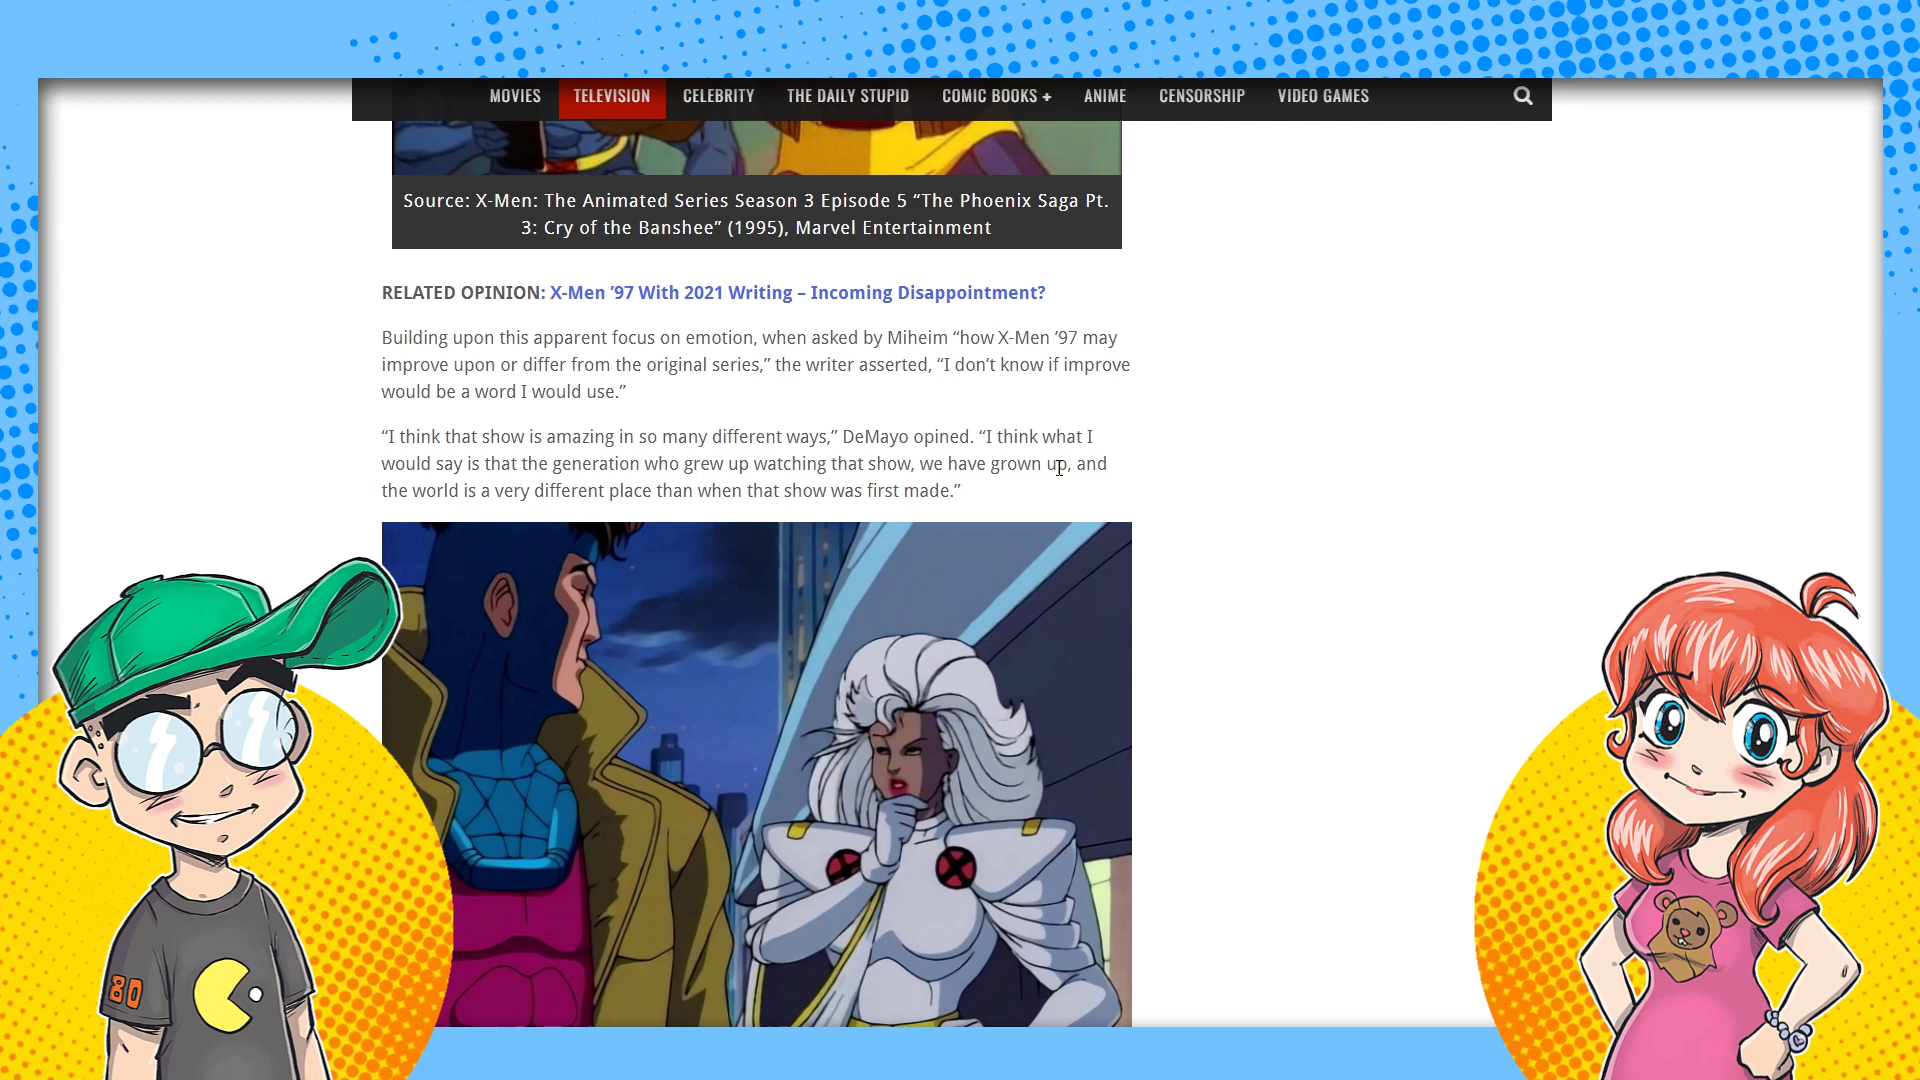 MOVIES TELEVISION CELEBRITY THE DAILY STUPID COMIC BOOKS + ANIME CENSORSHIP VIDEO GAMES
Source: X-Men: The Animated Series Season 3 Episode 5 “The Phoenix Saga Pt.
3: Cry of the Banshee” (1995), Marvel Entertainment
RELATED OPINION: X-Men ’97 With 2021 Writing – Incoming Disappointment?
Building upon this apparent focus on emotion, when asked by Miheim “how X-Men ’97 may
improve upon or differ from the original series,” the writer asserted, “I don’t know if improve
would be a word I would use.”
“I think that show is amazing in so many different ways,” DeMayo opined. “I think what I
would say is that the generation who grew up watching that show, we have grown up, and
the world is a very different place than when that show was first made.”
80